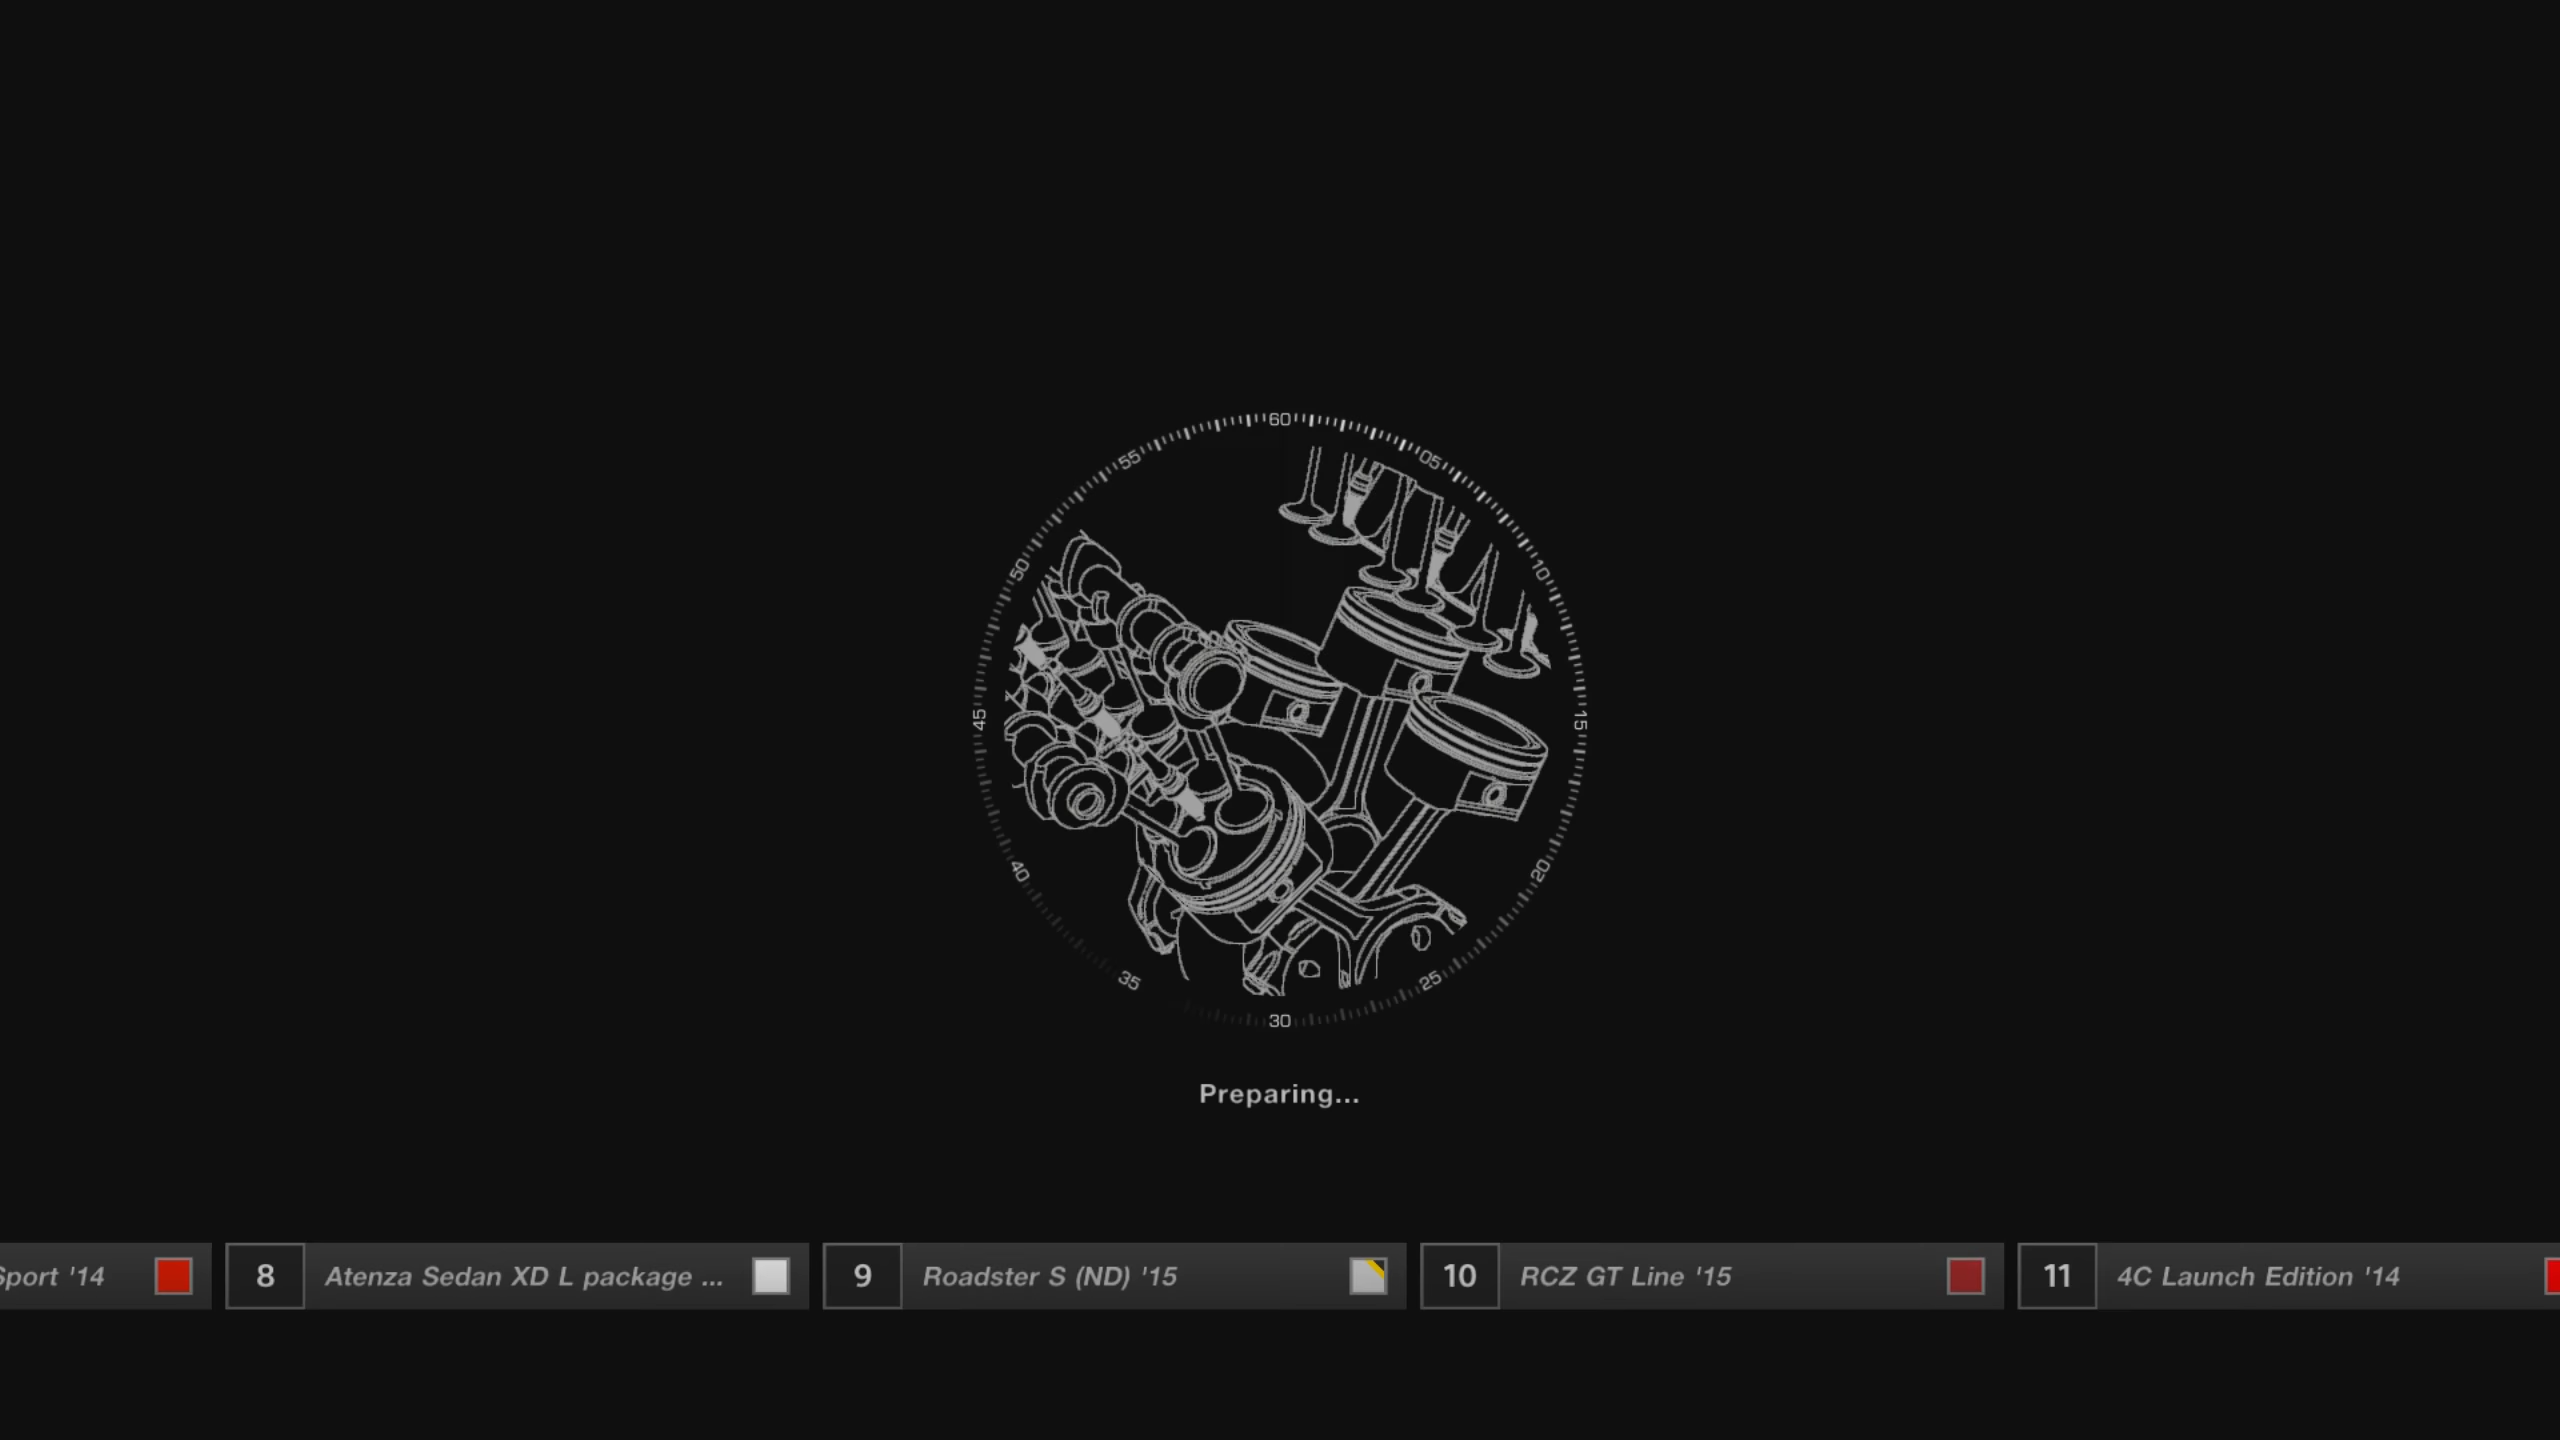 60
55
05
50
10
45
15
40
20
35
25
30
Preparing...
Sport '14
8 Atenza Sedan XD L package ...
9 Roadster S (ND) '15
10 RCZ GT Line '15
11 4C Launch Edition '14